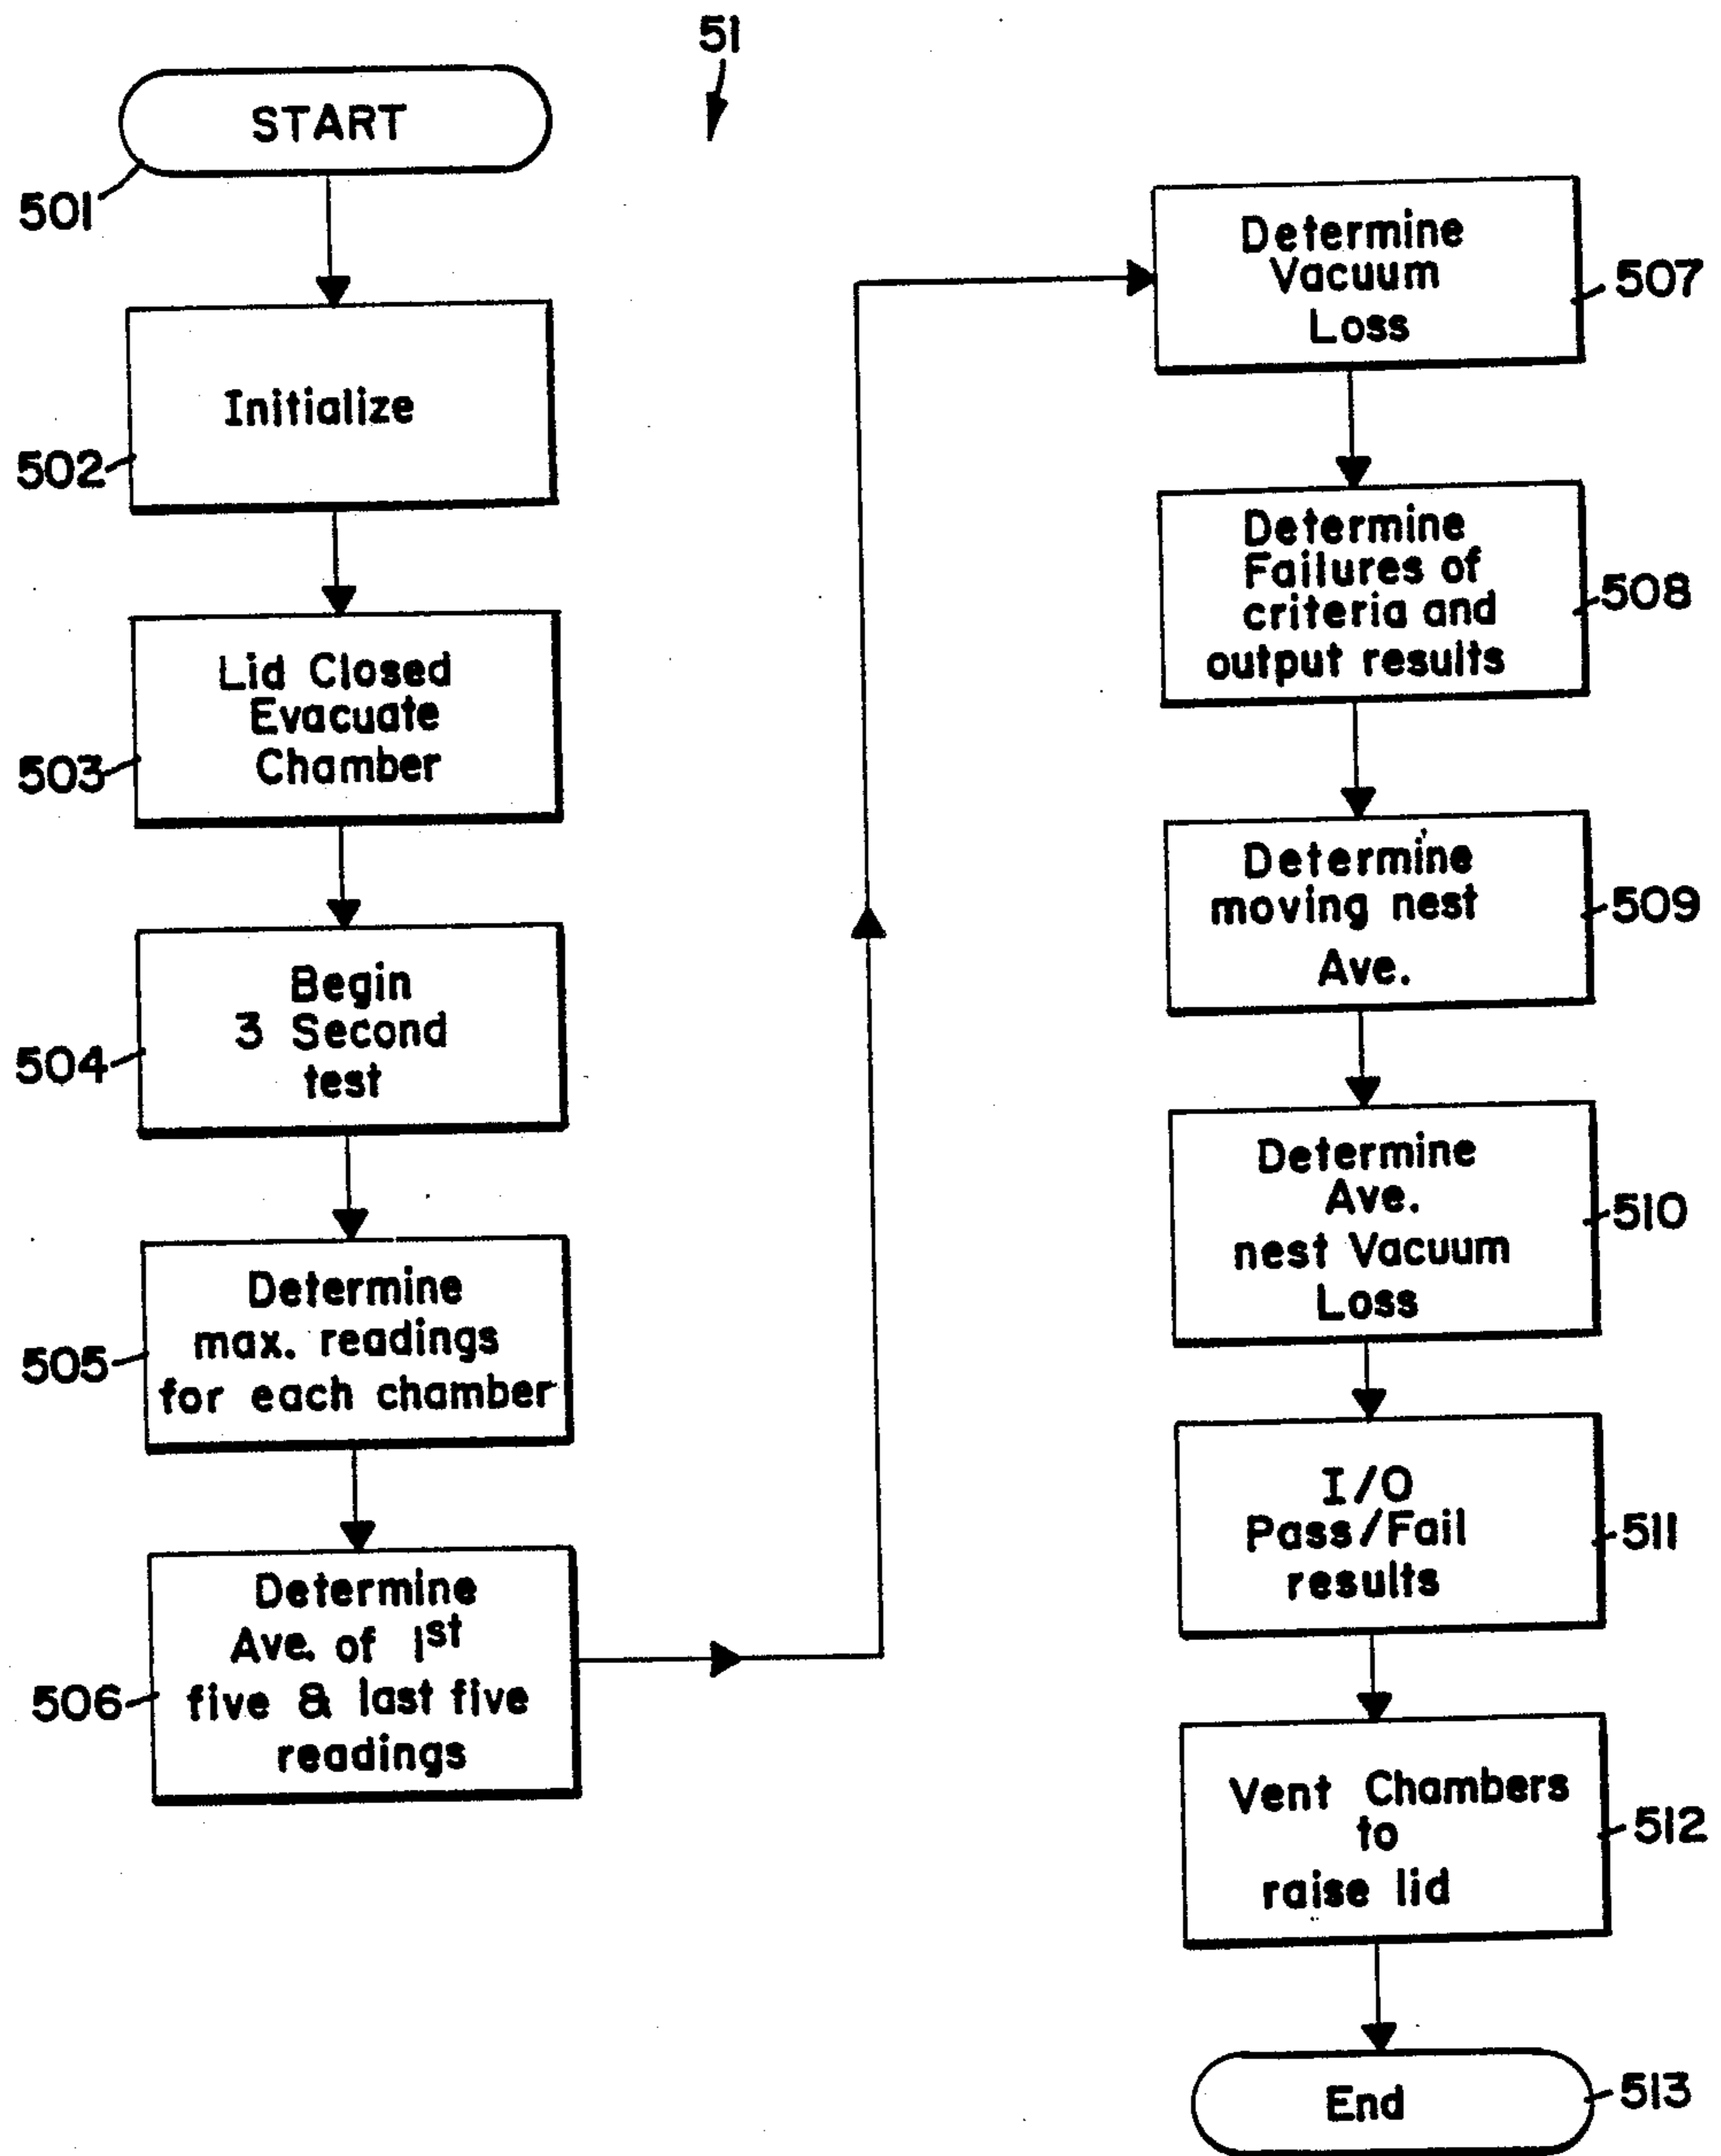 51
START
501
Initialize
502
Lid Closed
Evacuate
Chamber
503
Begin
3 Second
test
504
Determine
max. readings
for each chamber
505
Determine
Ave. of 1st
five & last five
readings
506
Determine
Vacuum
Loss
507
Determine
Failures of
criteria and
output results
508
Determine
moving nest
Ave.
509
Determine
Ave.
nest Vacuum
Loss
510
I/O
Pass/Fail
results
511
Vent Chambers
to
raise lid
512
End
513